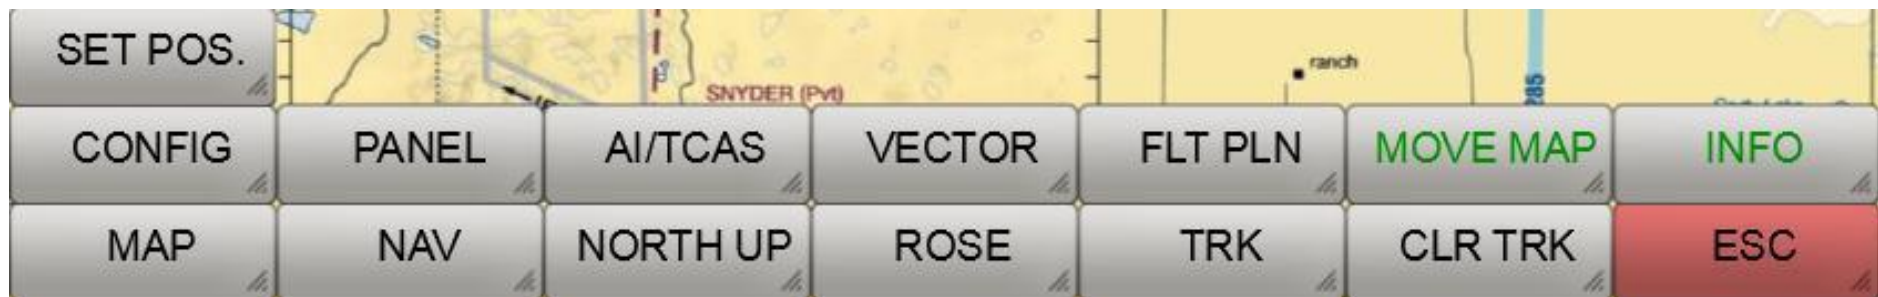 SET POS.
ranch
SNYDER (Pvt)
285
CONFIG PANEL AI/TCAS VECTOR FLT PLN MOVE MAP INFO
MAP NAV NORTH UP ROSE TRK CLR TRK ESC